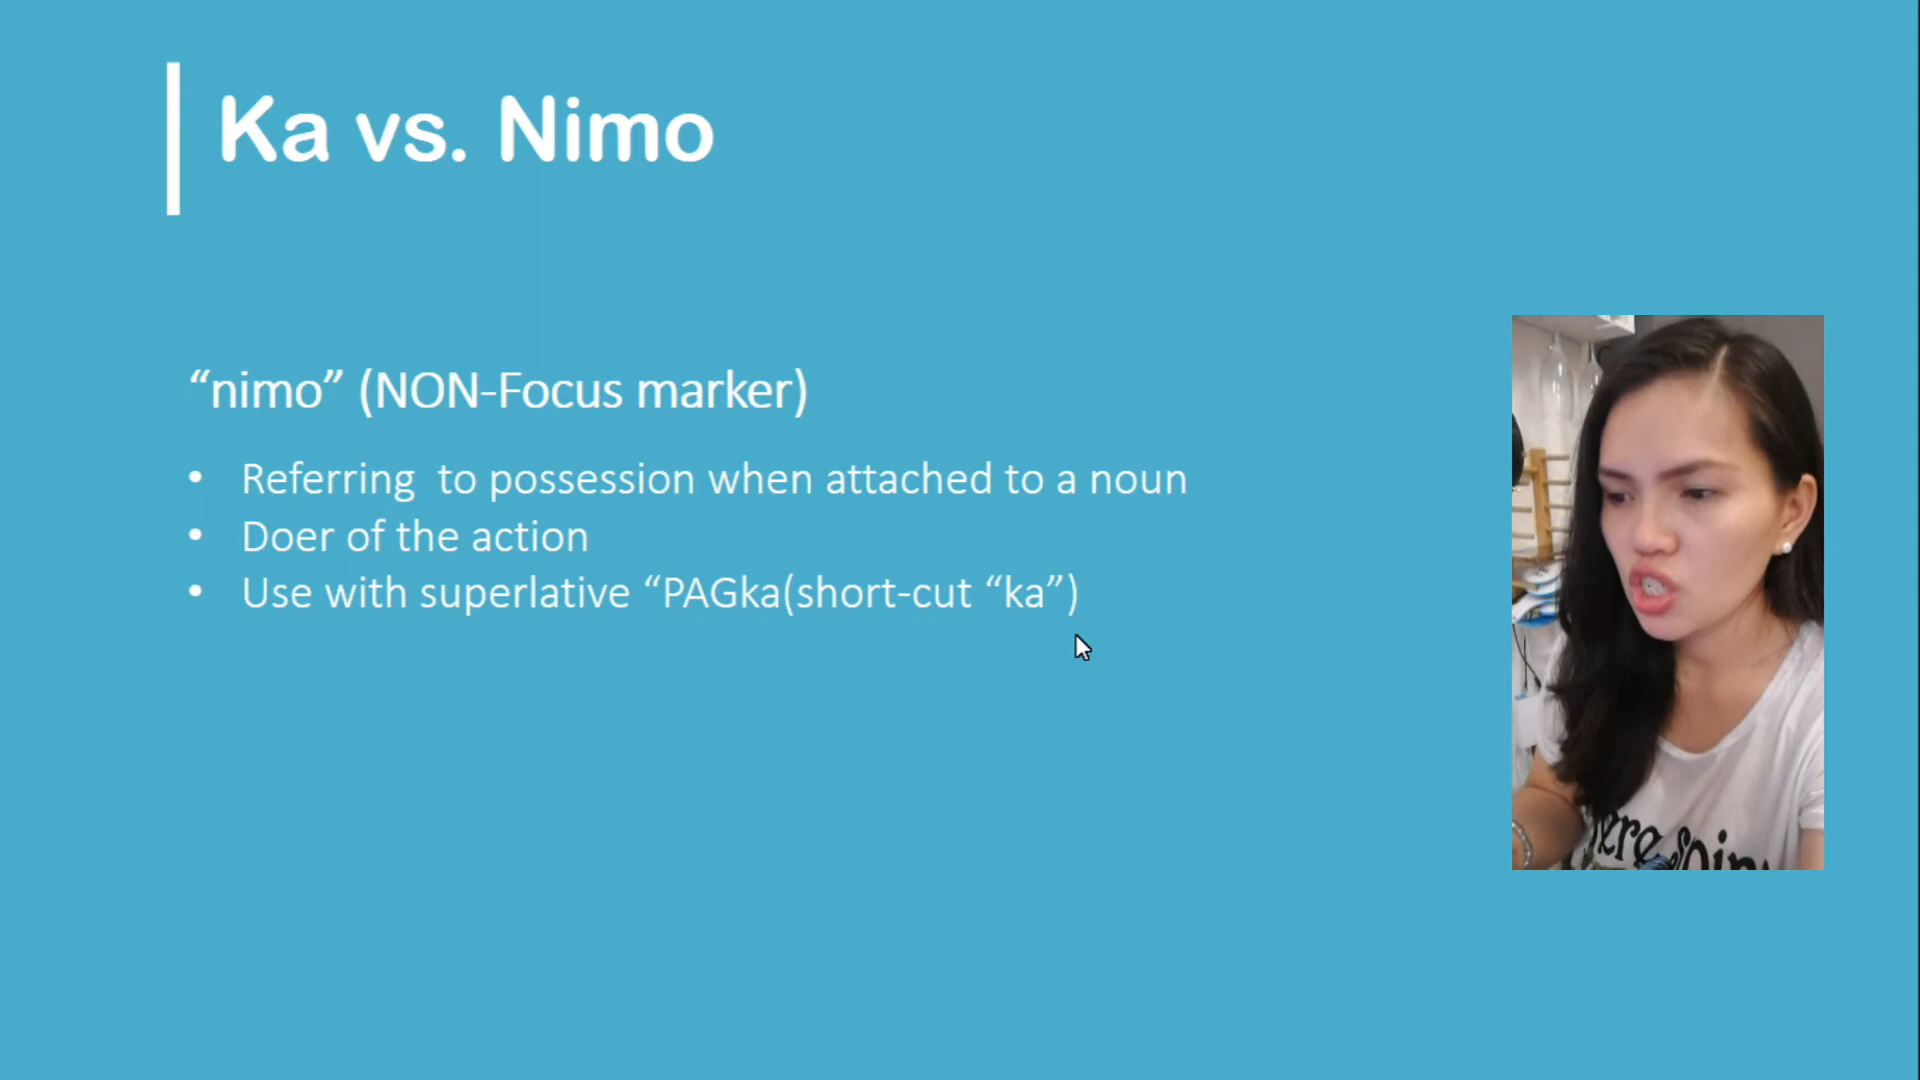 Ka vs. Nimo
“nimo” (NON-Focus marker)
• Referring  to possession when attached to a noun
• Doer of the action
• Use with superlative “PAGka(short-cut “ka”)